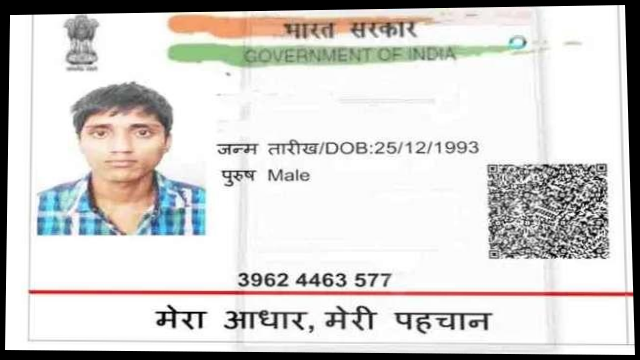 भारत सरकार
GOVERNMENT OF INDIA
जन्म तारीख/DOB:25/12/1993
पुरुष Male
3962 4463 577
मेरा आधार, मेरी पहचान